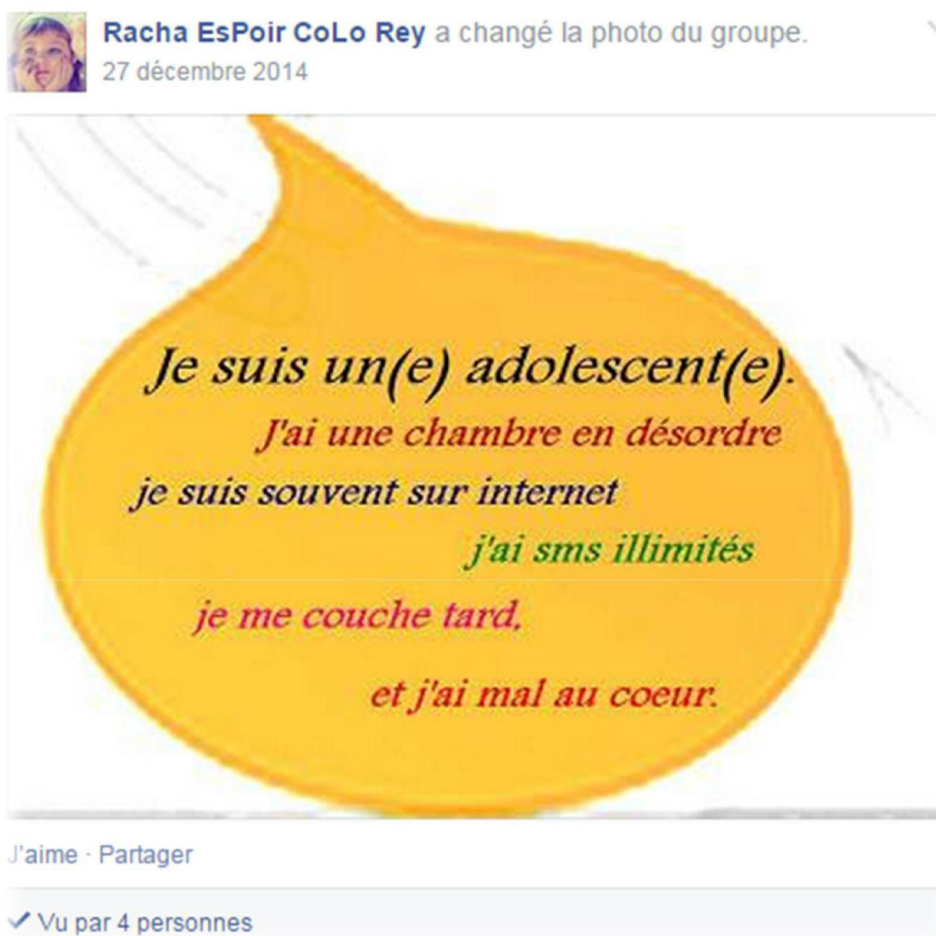 Racha EsPoir CoLo Rey a changé la photo du groupe.
27 décembre 2014
Je suis un(e) adolescent(e).
J'ai une chambre en désordre
je suis souvent sur internet
j'ai sms illimités
je me couche tard,
et j'ai mal au coeur.
J'aime · Partager
Vu par 4 personnes